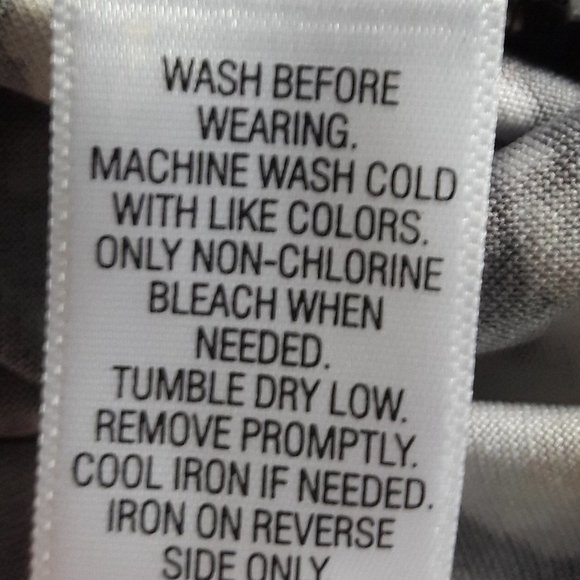 WASH BEFORE
WEARING.
MACHINE WASH COLD
WITH LIKE COLORS.
ONLY NON-CHLORINE
BLEACH WHEN
NEEDED.
TUMBLE DRY LOW.
REMOVE PROMPTLY.
COOL IRON IF NEEDED.
IRON ON REVERSE
SIDE ONLY